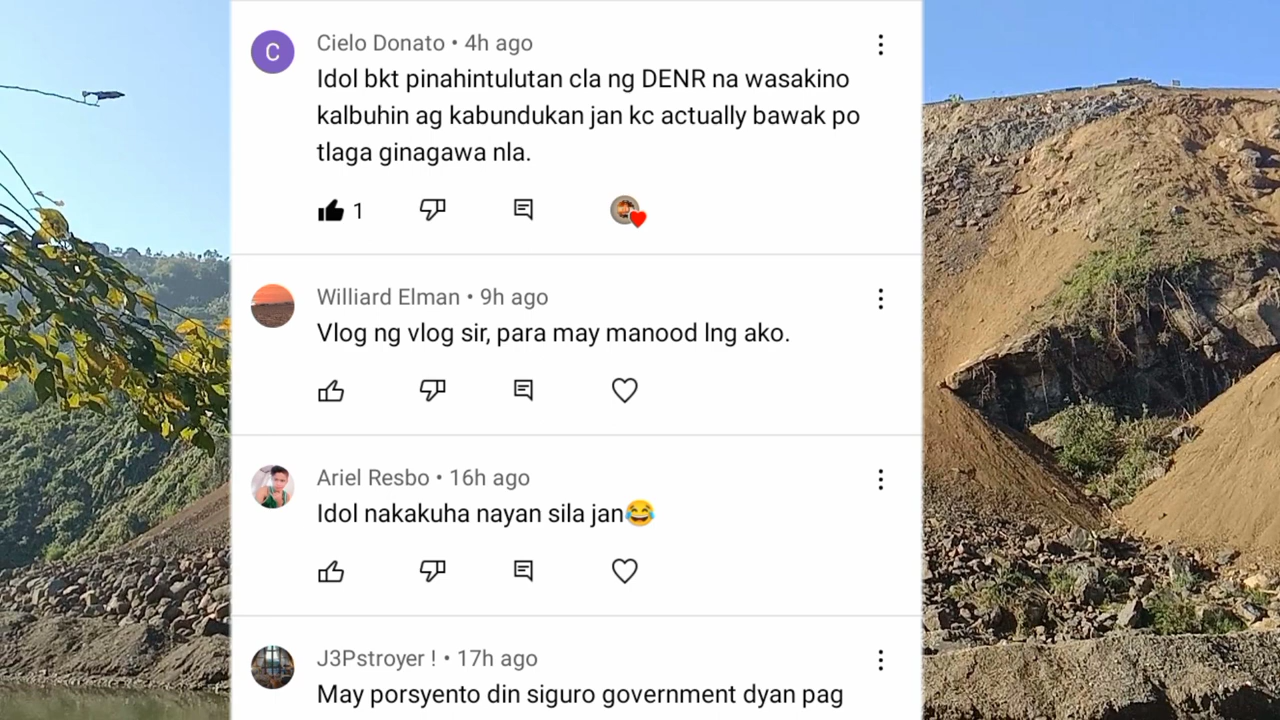 C
Cielo Donato • 4h ago
Idol bkt pinahintulutan cla ng DENR na wasakino
kalbuhin ag kabundukan jan kc actually bawak po
tlaga ginagawa nla.
1
Williard Elman • 9h ago
Vlog ng vlog sir, para may manood lng ako.
Ariel Resbo • 16h ago
Idol nakakuha nayan sila jan😂
J3Pstroyer ! • 17h ago
May porsyento din siguro government dyan pag